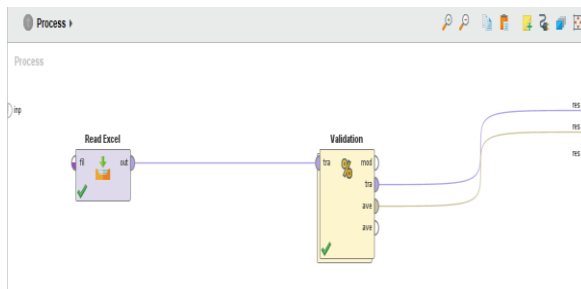 Process
Process
inp
res
Read Excel
Validation
res
res
fil
out
tra
mod
tra
ave
ave